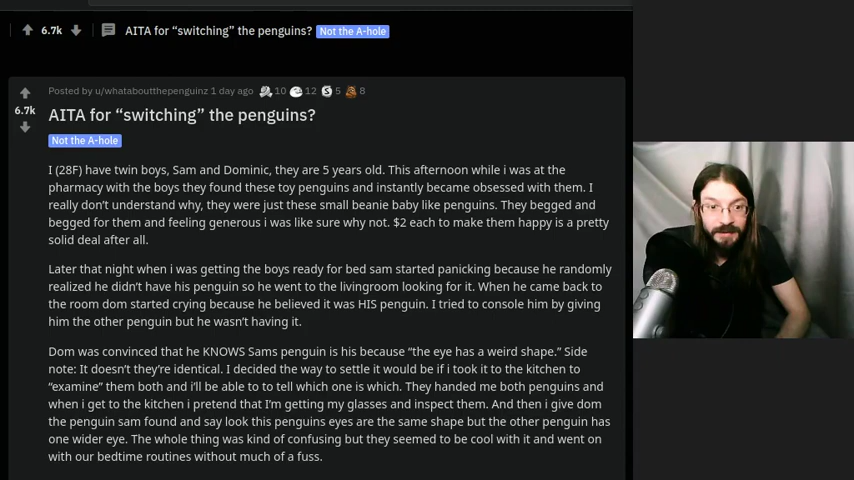 6.7k AITA for “switching” the penguins? Not the A-hole
Posted by u/whataboutthepenguinz 1 day ago 10 12 5 8
6.7k
AITA for “switching” the penguins?
Not the A-hole
I (28F) have twin boys, Sam and Dominic, they are 5 years old. This afternoon while i was at the
pharmacy with the boys they found these toy penguins and instantly became obsessed with them. I
really don’t understand why, they were just these small beanie baby like penguins. They begged and
begged for them and feeling generous i was like sure why not. $2 each to make them happy is a pretty
solid deal after all.
Later that night when i was getting the boys ready for bed sam started panicking because he randomly
realized he didn’t have his penguin so he went to the livingroom looking for it. When he came back to
the room dom started crying because he believed it was HIS penguin. I tried to console him by giving
him the other penguin but he wasn’t having it.
Dom was convinced that he KNOWS Sams penguin is his because “the eye has a weird shape.” Side
note: It doesn’t they’re identical. I decided the way to settle it would be if i took it to the kitchen to
“examine” them both and i’ll be able to to tell which one is which. They handed me both penguins and
when i get to the kitchen i pretend that I’m getting my glasses and inspect them. And then i give dom
the penguin sam found and say look this penguins eyes are the same shape but the other penguin has
one wider eye. The whole thing was kind of confusing but they seemed to be cool with it and went on
with our bedtime routines without much of a fuss.